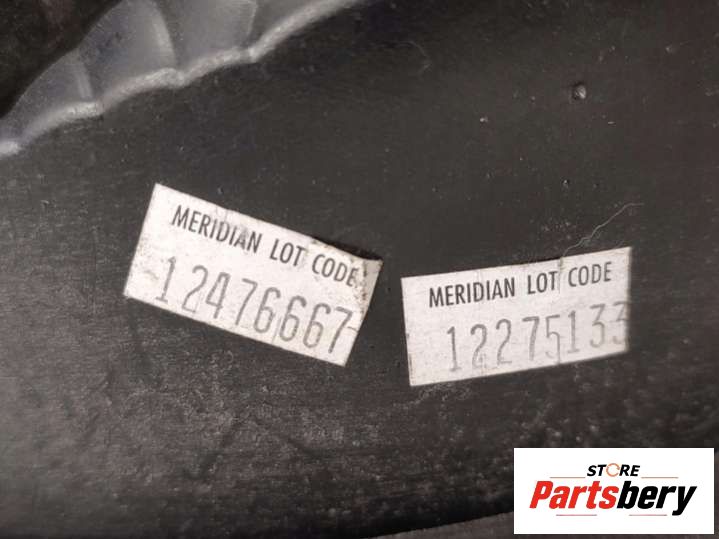 MERIDIAN LOT CODE
12476667
MERIDIAN LOT CODE
12275133
STORE
Partsbery